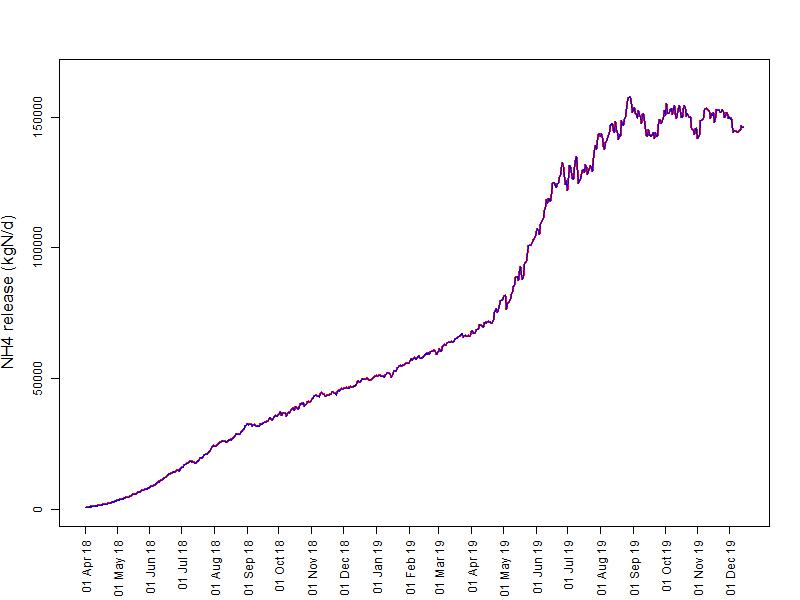 NH4 release (kgN/d)
150000
100000
50000
0
01 Apr 18
01 May 18
01 Jun 18
01 Jul 18
01 Aug 18
01 Sep 18
01 Oct 18
01 Nov 18
01 Dec 18
01 Jan 19
01 Feb 19
01 Mar 19
01 Apr 19
01 May 19
01 Jun 19
01 Jul 19
01 Aug 19
01 Sep 19
01 Oct 19
01 Nov 19
01 Dec 19